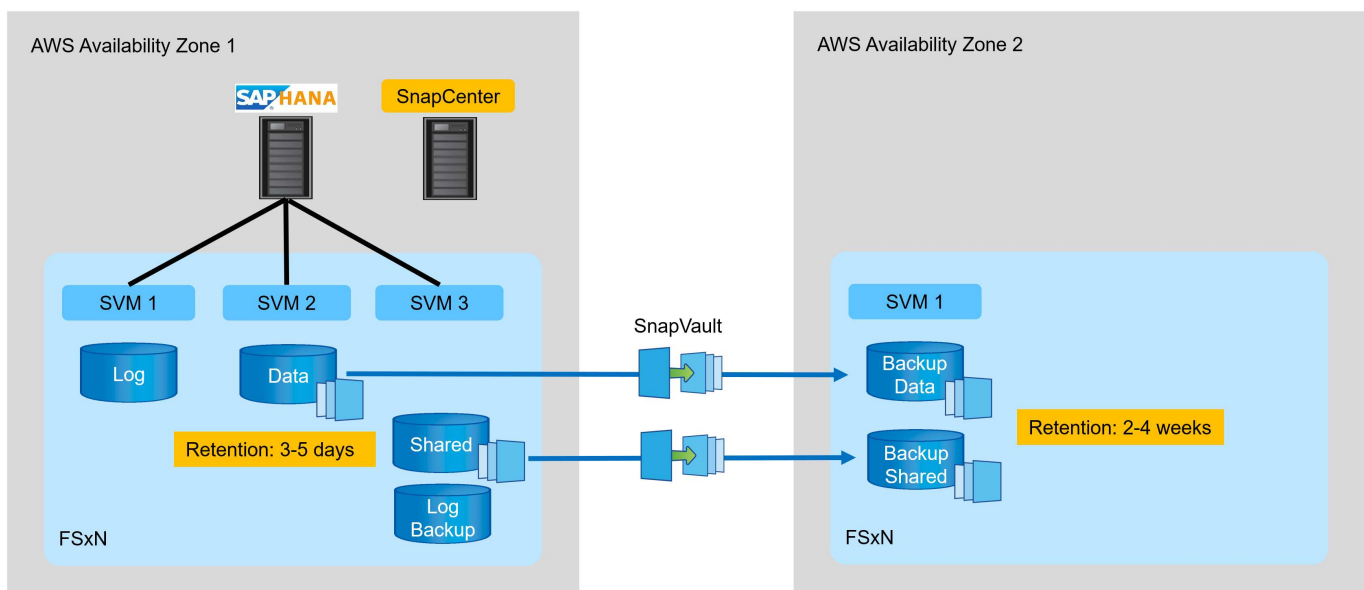 AWS Availability Zone 1
AWS Availability Zone 2
SAP HANA
SnapCenter
SVM 1
SVM 2
SVM 3
SnapVault
SVM 1
Log
Data
Backup
Data
Retention: 3-5 days
Shared
Retention: 2-4 weeks
Backup
Shared
Log
Backup
FSxN
FSxN